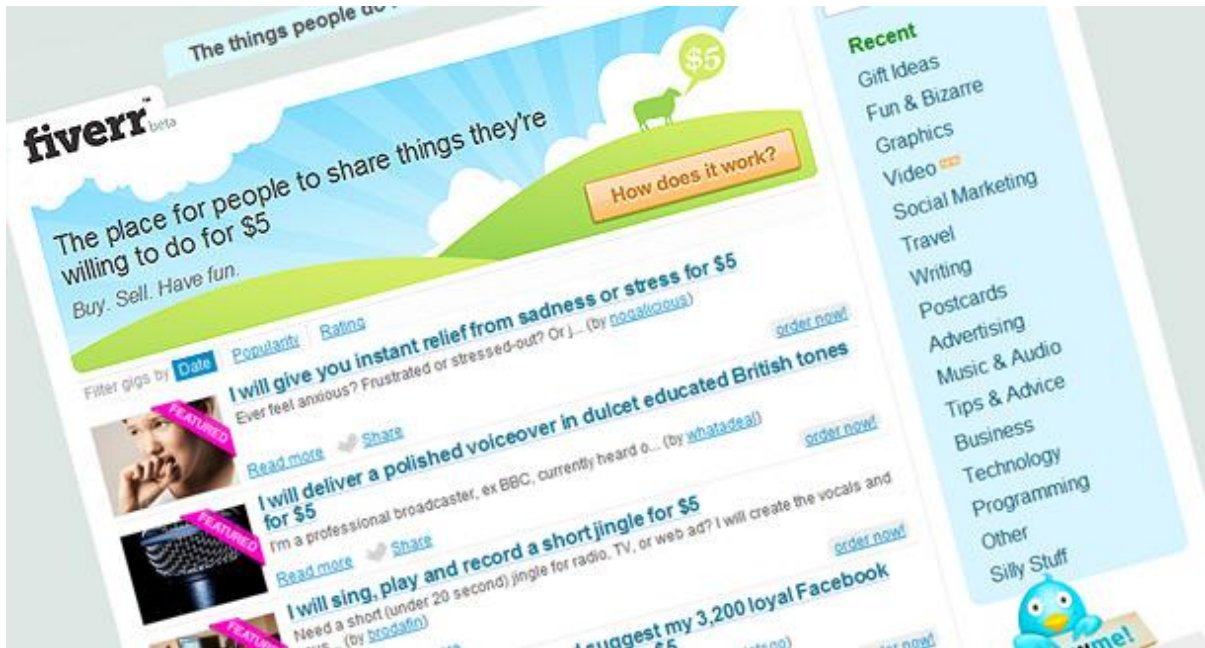 The things people do
fiverr™
beta
The place for people to share things they're
willing to do for $5
Buy. Sell. Have fun.
$5
How does it work?
Filter gigs by Date Popularity Rating
FEATURED
I will give you instant relief from sadness or stress for $5
Ever feel anxious? Frustrated or stressed-out? Or j... (by nogalicious)
order now!
Read more Share
FEATURED
I will deliver a polished voiceover in dulcet educated British tones
for $5
I'm a professional broadcaster, ex BBC, currently heard o... (by whatadeal)
order now!
Read more Share
FEATURE
I will sing, play and record a short jingle for $5
Need a short (under 20 second) jingle for radio, TV, or web ad? I will create the vocals and
(by brodafin)
order now!
suggest my 3,200 loyal Facebook
$5
now!
Recent
Gift Ideas
Fun & Bizarre
Graphics
Video
Social Marketing
Travel
Writing
Postcards
Advertising
Music & Audio
Tips & Advice
Business
Technology
Programming
Other
Silly Stuff
me!